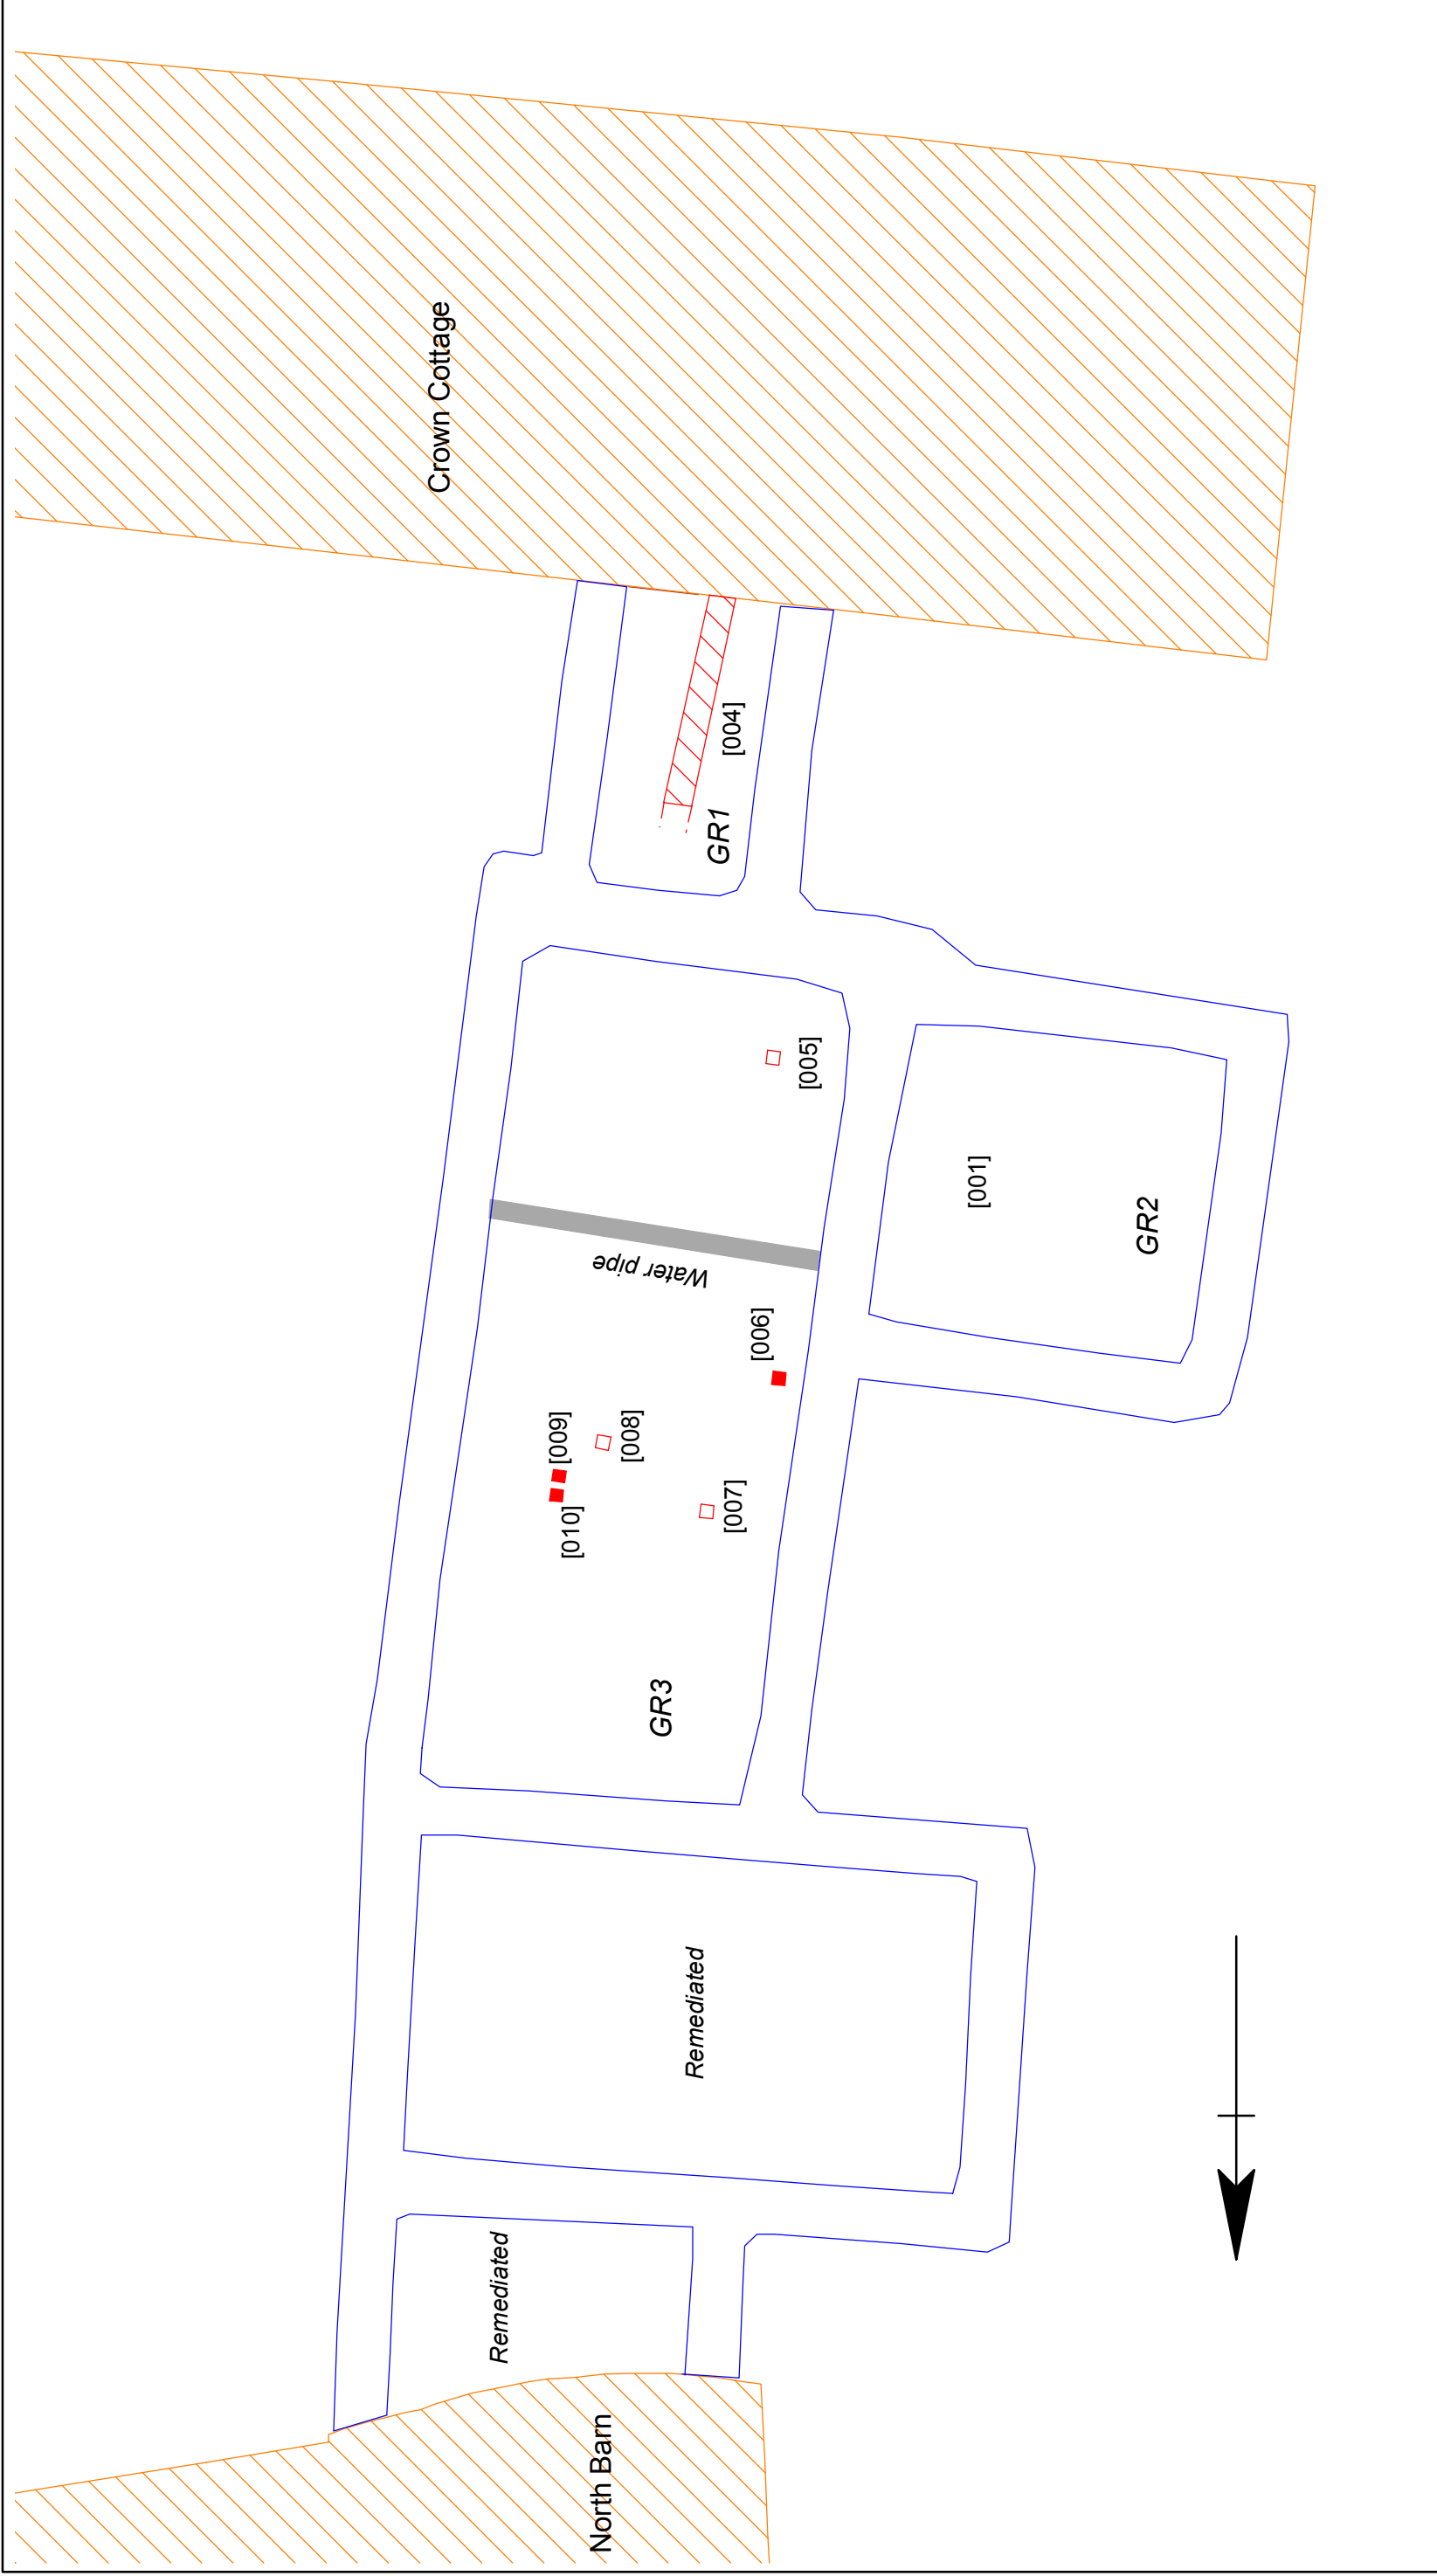 Crown Cottage
[004]
GR1
[005]
[001]
GR2
Water pipe
[006]
[009]
[008]
[010]
[007]
GR3
Remediated
Remediated
North Barn